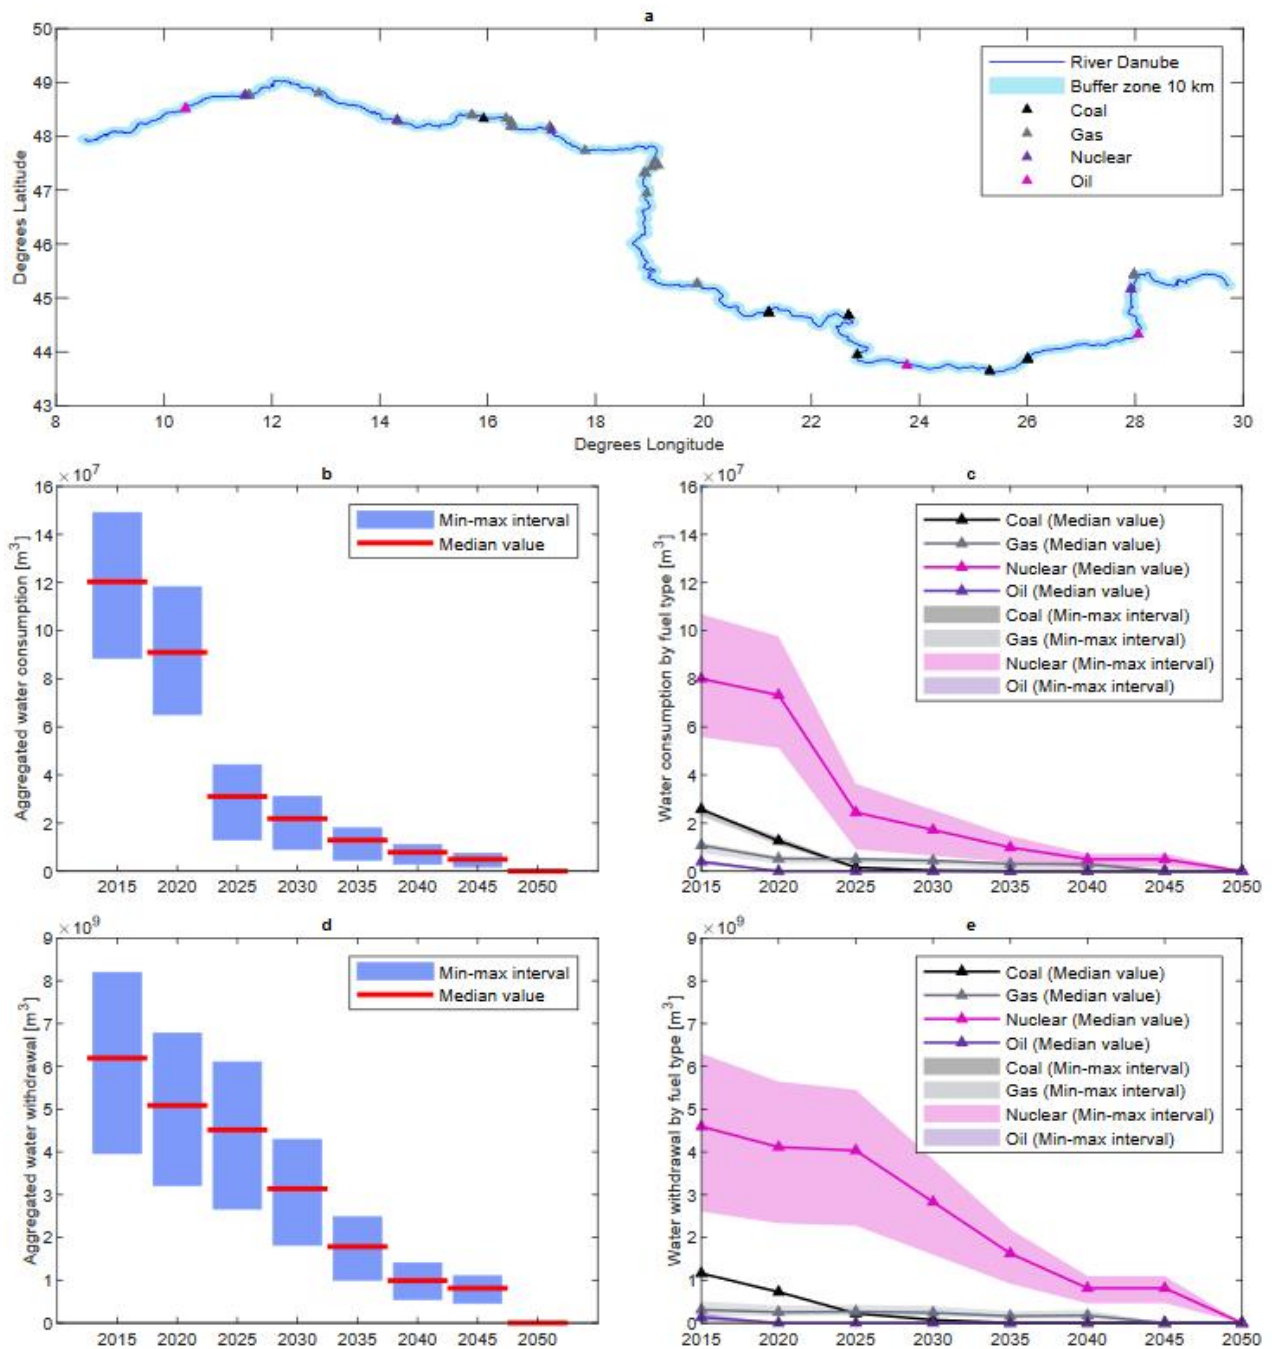 a
50
49
48
47
46
45
44
43
Degrees Latitude
River Danube
Buffer zone 10 km
Coal
Gas
Nuclear
Oil
8 10 12 14 16 18 20 22 24 26 28 30
Degrees Longitude
b
× 10^7
16
14
12
10
8
6
4
2
0
Aggregated water consumption [m^3]
Min-max interval
Median value
2015 2020 2025 2030 2035 2040 2045 2050
c
× 10^7
16
14
12
10
8
6
4
2
0
Water consumption by fuel type [m^3]
Coal (Median value)
Gas (Median value)
Nuclear (Median value)
Oil (Median value)
Coal (Min-max interval)
Gas (Min-max interval)
Nuclear (Min-max interval)
Oil (Min-max interval)
2015 2020 2025 2030 2035 2040 2045 2050
d
× 10^9
9
8
7
6
5
4
3
2
1
0
Aggregated water withdrawal [m^3]
Min-max interval
Median value
2015 2020 2025 2030 2035 2040 2045 2050
e
× 10^9
9
8
7
6
5
4
3
2
1
0
Water withdrawal by fuel type [m^3]
Coal (Median value)
Gas (Median value)
Nuclear (Median value)
Oil (Median value)
Coal (Min-max interval)
Gas (Min-max interval)
Nuclear (Min-max interval)
Oil (Min-max interval)
2015 2020 2025 2030 2035 2040 2045 2050